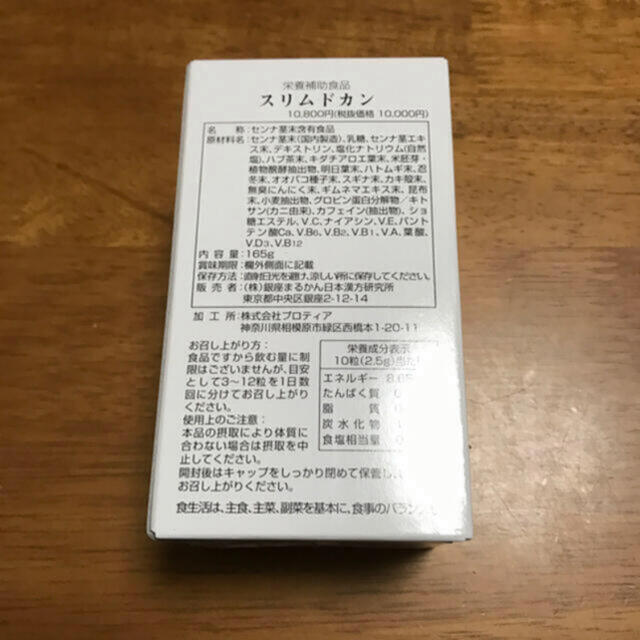 栄養補助食品
スリムドカン
10,800円(税抜価格 10,000円)
名 称:センナ茎末含有食品
原材料名:センナ茎末(国内製造)、乳糖、センナ茎エキ
ス末、デキストリン、塩化ナトリウム(自然
塩)、ハブ茶末、キダチアロエ葉末、米胚芽・
植物醗酵抽出物、明日葉末、ハトムギ末、忍
冬末、オオバコ種子末、スギナ末、カキ殻末、
無臭にんにく末、ギムネマエキス末、昆布
末、小麦抽出物、グロビン蛋白分解物/キト
サン(カニ由来)、カフェイン(抽出物)、ショ
糖エステル、V.C、ナイアシン、V.E、パント
テン酸Ca、V.B6、V.B2、V.B1、V.A、葉酸、
V.D3、V.B12
内 容 量:165g
賞味期限:欄外側面に記載
保存方法:直射日光を避け、涼しい所に保存してください。
販 売 者:(株)銀座まるかん日本漢方研究所
東京都中央区銀座2-12-14
加 工 所:株式会社プロティア
神奈川県相模原市緑区西橋本1-20-11
お召し上がり方:
食品ですから飲む量に制
限はございませんが、目安
として3〜12粒を1日数
回に分けてお召し上がり
ください。
使用上のご注意:
本品の摂取により体質に
合わない場合は摂取を中
止してください。
開封後はキャップをしっかり閉めて保管し
お召し上がりください。
食生活は、主食、主菜、副菜を基本に、食事のバラン
栄養成分表示
10粒(2.5g)当た
エネルギー 8.65
たんぱく質 0
脂 質 0
炭水化物
食塩相当量 0